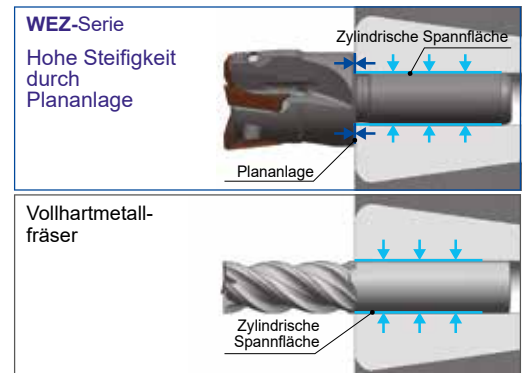 WEZ-Serie
Hohe Steifigkeit
durch
Plananlage
Zylindrische Spannfläche
Plananlage
Vollhartmetall-
fräser
Zylindrische
Spannfläche